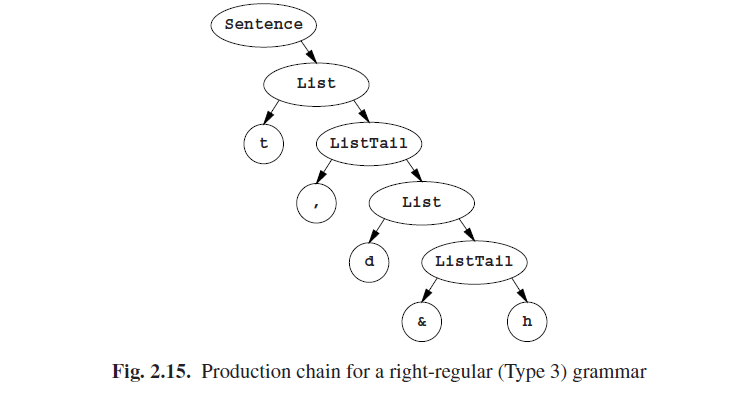 Sentence
List
t
ListTail
,
List
d
ListTail
&
h
Fig. 2.15. Production chain for a right-regular (Type 3) grammar